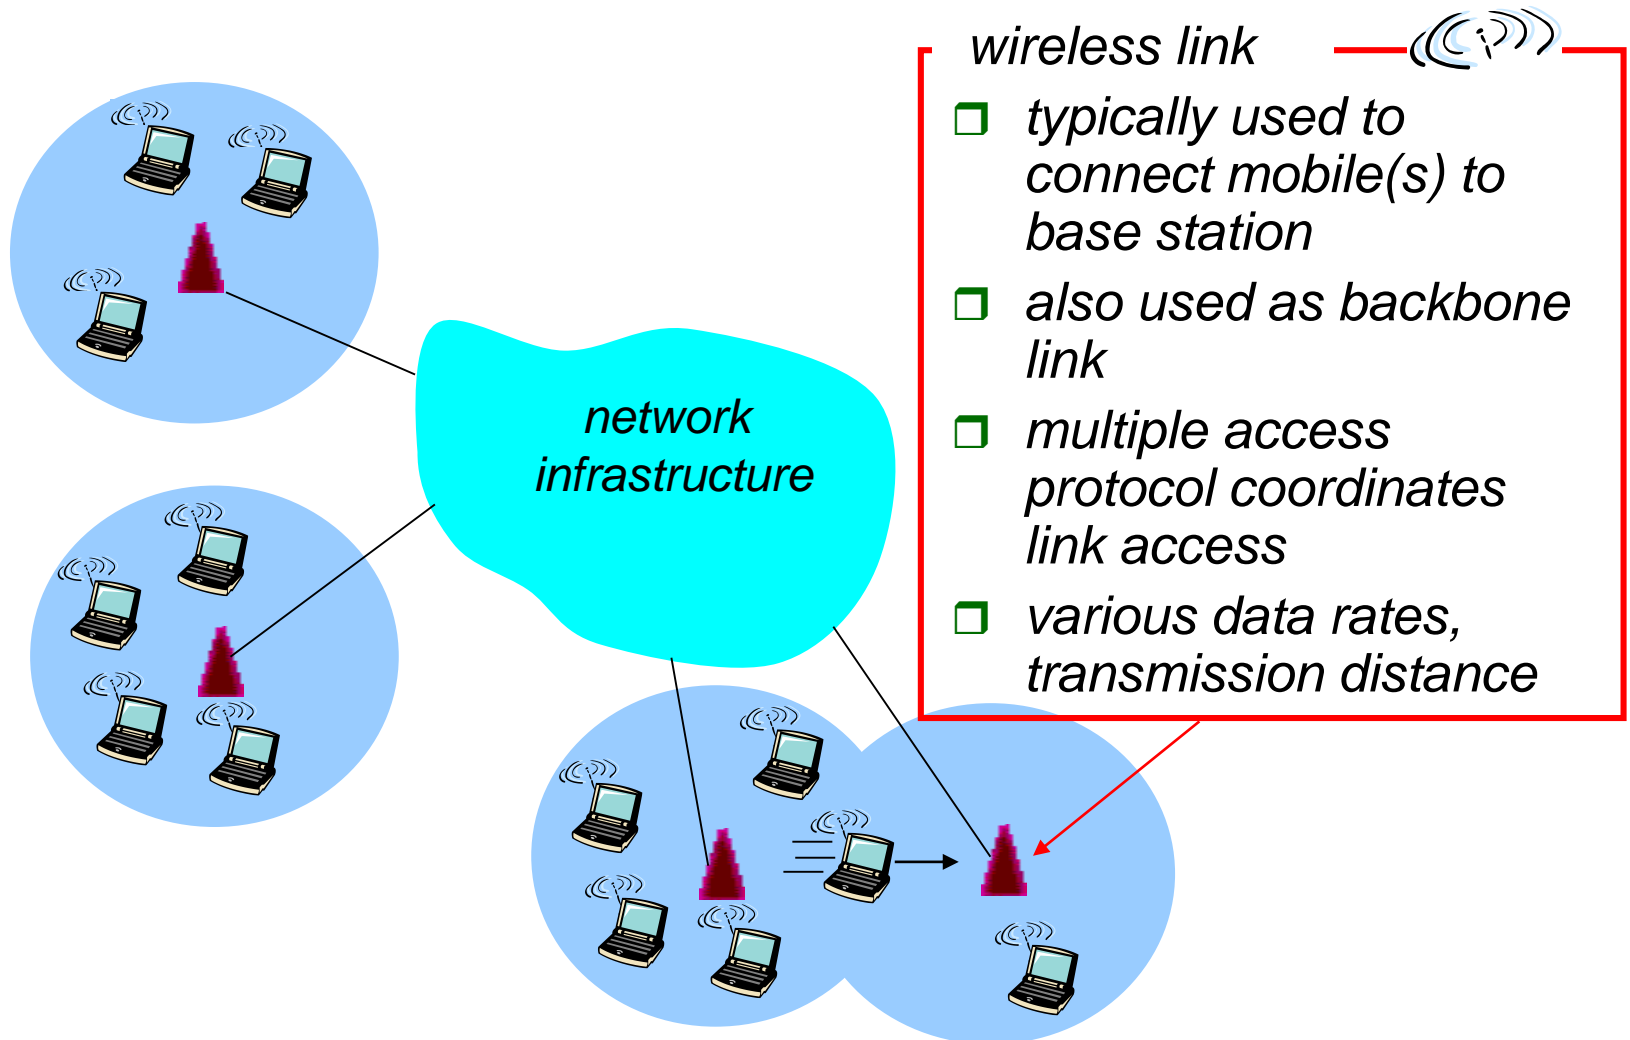 wireless link
typically used to
connect mobile(s) to
base station
also used as backbone
link
multiple access
protocol coordinates
link access
various data rates,
transmission distance
network
infrastructure